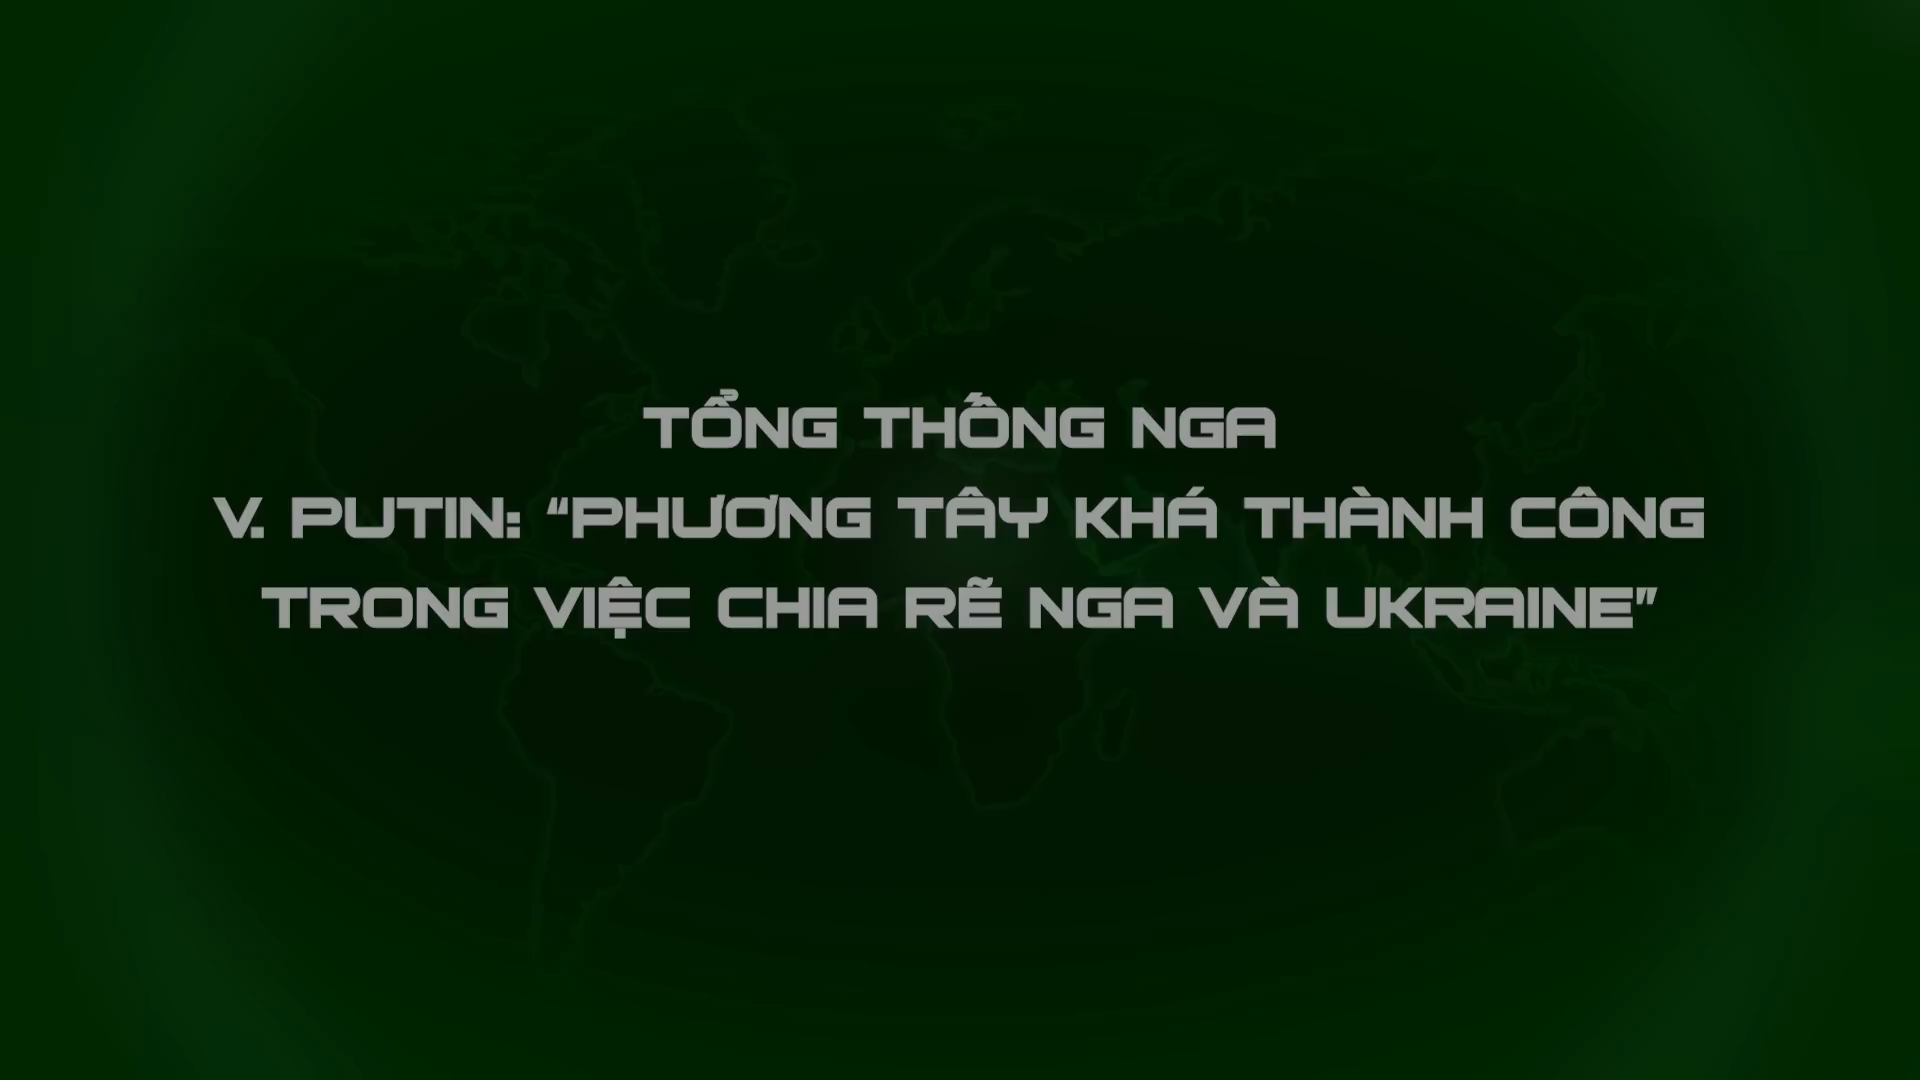 TỔNG THỐNG NGA
V. PUTIN: “PHƯƠNG TÂY KHÁ THÀNH CÔNG
TRONG VIỆC CHIA RẼ NGA VÀ UKRAINE”